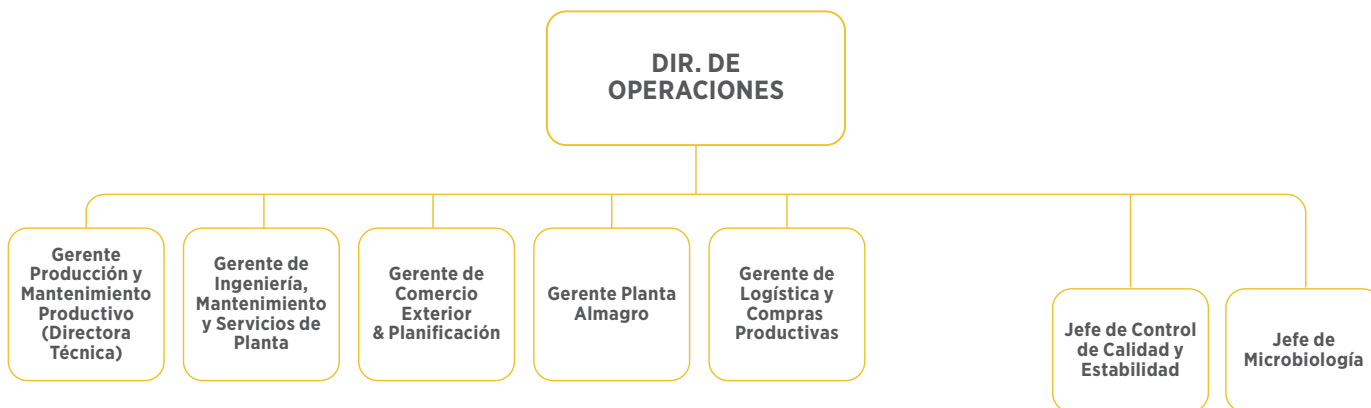 DIR. DE
OPERACIONES
Gerente
Producción y
Mantenimiento
Productivo
(Directora
Técnica)
Gerente de
Ingeniería,
Mantenimiento
y Servicios de
Planta
Gerente de
Comercio
Exterior
& Planificación
Gerente Planta
Almagro
Gerente de
Logística y
Compras
Productivas
Jefe de Control
de Calidad y
Estabilidad
Jefe de
Microbiología